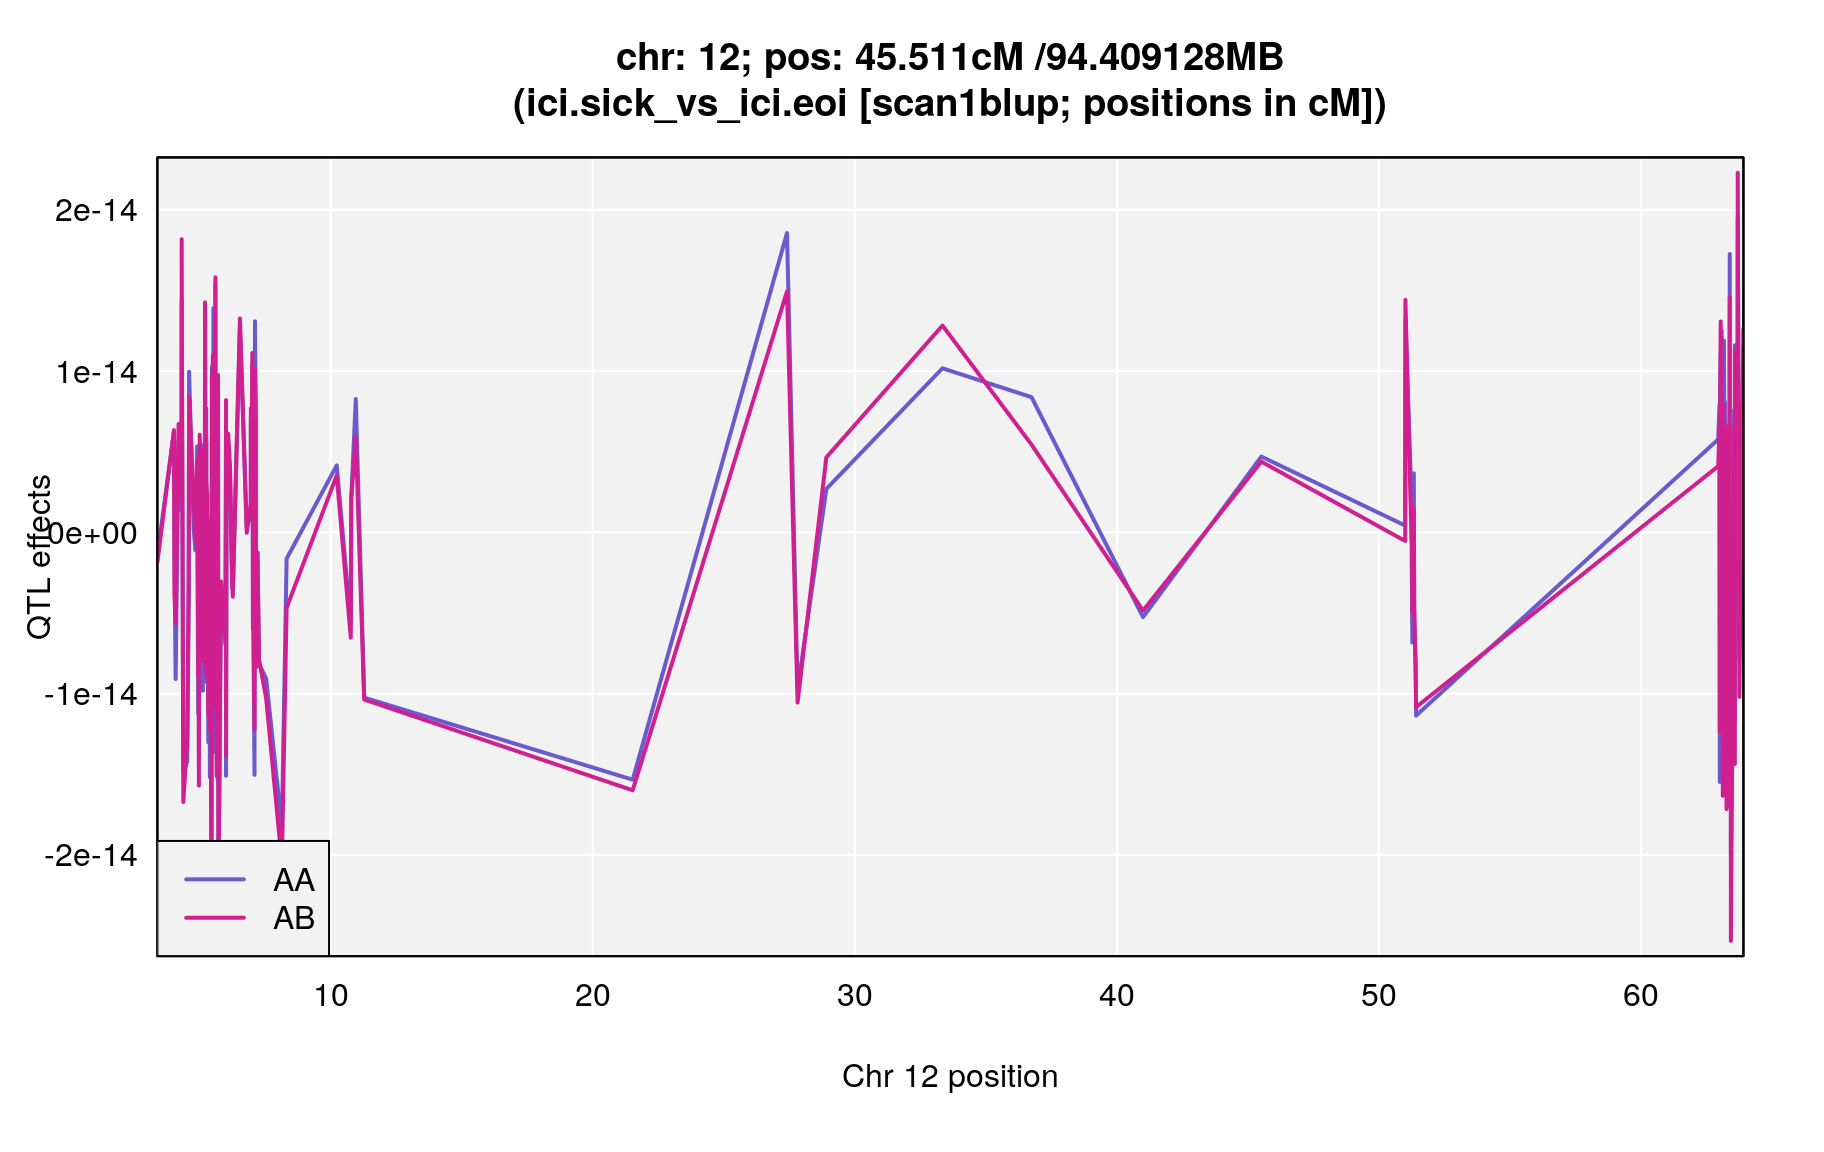 chr: 12; pos: 45.511cM /94.409128MB
(ici.sick_vs_ici.eoi [scan1blup; positions in cM])
QTL effects
2e-14
1e-14
0e+00
-1e-14
-2e-14
AA
AB
10 20 30 40 50 60
Chr 12 position